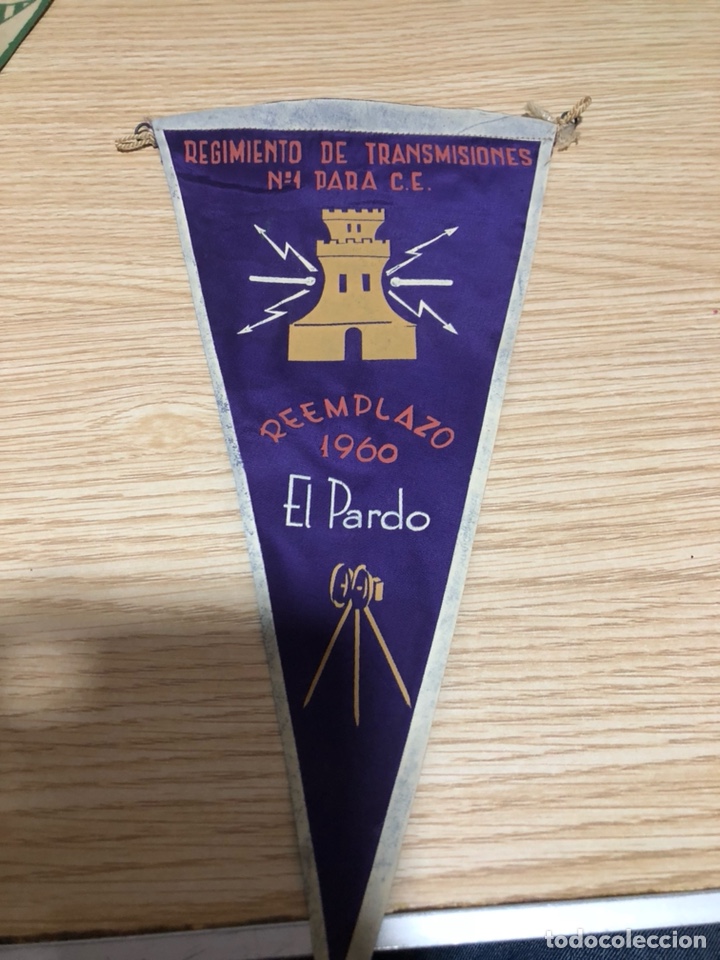 REGIMIENTO DE TRANSMISIONES
Nº1 PARA C.E.
REEMPLAZO
1960
El Pardo
todocoleccion